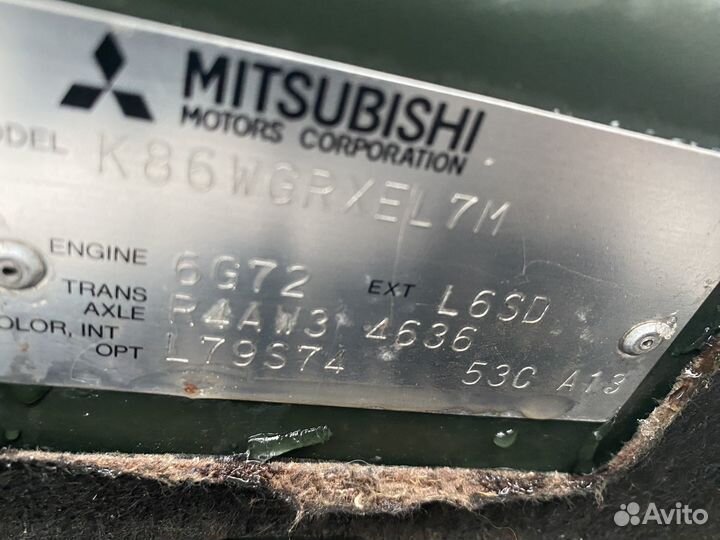 MITSUBISHI
MOTORS CORPORATION
ODEL K86WGRXEL7M
ENGINE 6G72 EXT L6SD
TRANS
AXLE R4AW3 4636
OLOR, INT
OPT L79S74 53C A13
Avito